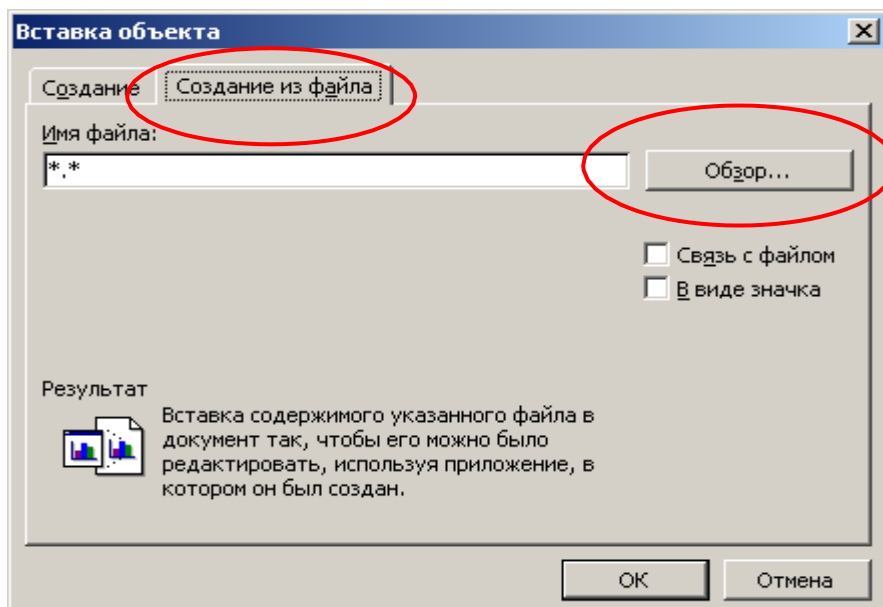 Вставка объекта
Создание
Создание из файла
Имя файла:
*.*
Обзор...
Связь с файлом
В виде значка
Результат
Вставка содержимого указанного файла в
документ так, чтобы его можно было
редактировать, используя приложение, в
котором он был создан.
ОК
Отмена